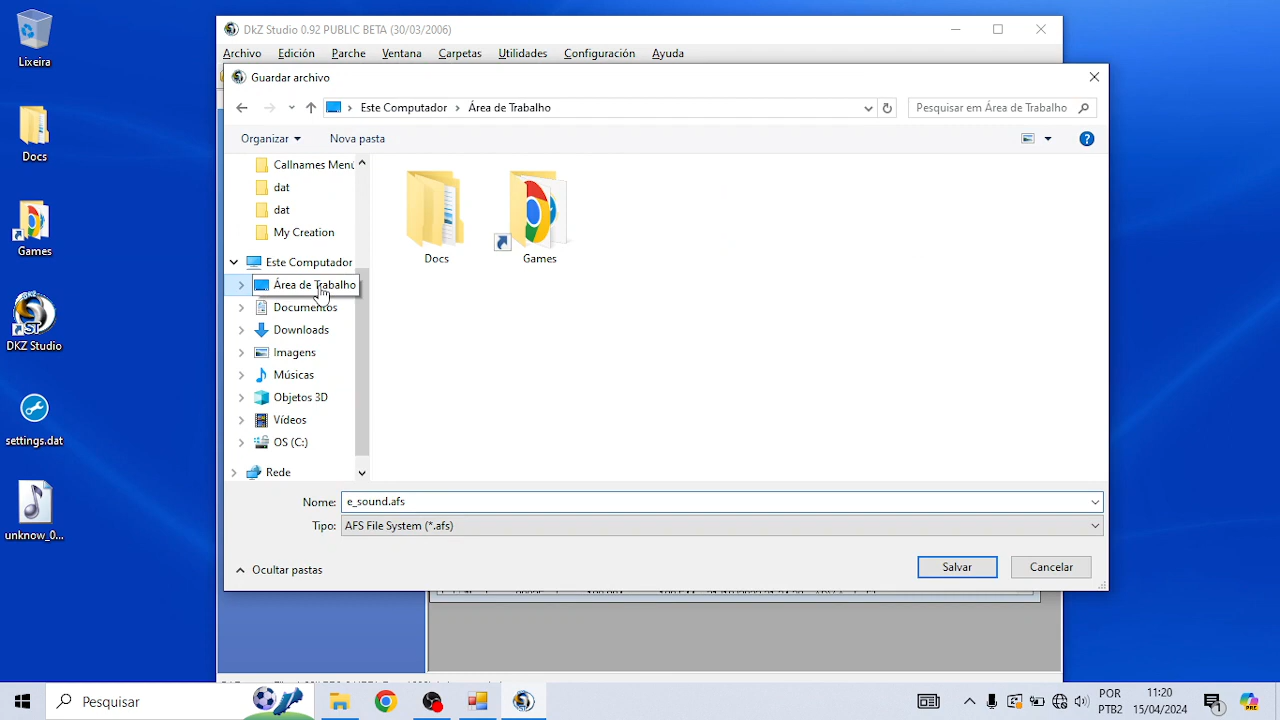 Lixeira
Docs
Games
DKZ Studio
settings.dat
unknow_0...
DkZ Studio 0.92 PUBLIC BETA (30/03/2006)
Archivo Edición Parche Ventana Carpetas Utilidades Configuración Ayuda
Guardar archivo
Este Computador > Área de Trabalho
Pesquisar em Área de Trabalho
Organizar Nova pasta
Callnames Menu
dat
dat
My Creation
Este Computador
Área de Trabalho
Documentos
Downloads
Imagens
Músicas
Objetos 3D
Vídeos
OS (C:)
Rede
Docs
Games
Nome: e_sound.afs
Tipo: AFS File System (*.afs)
Ocultar pastas
Salvar Cancelar
Pesquisar
POR
PTB2
11:20
15/04/2024
1
PRE